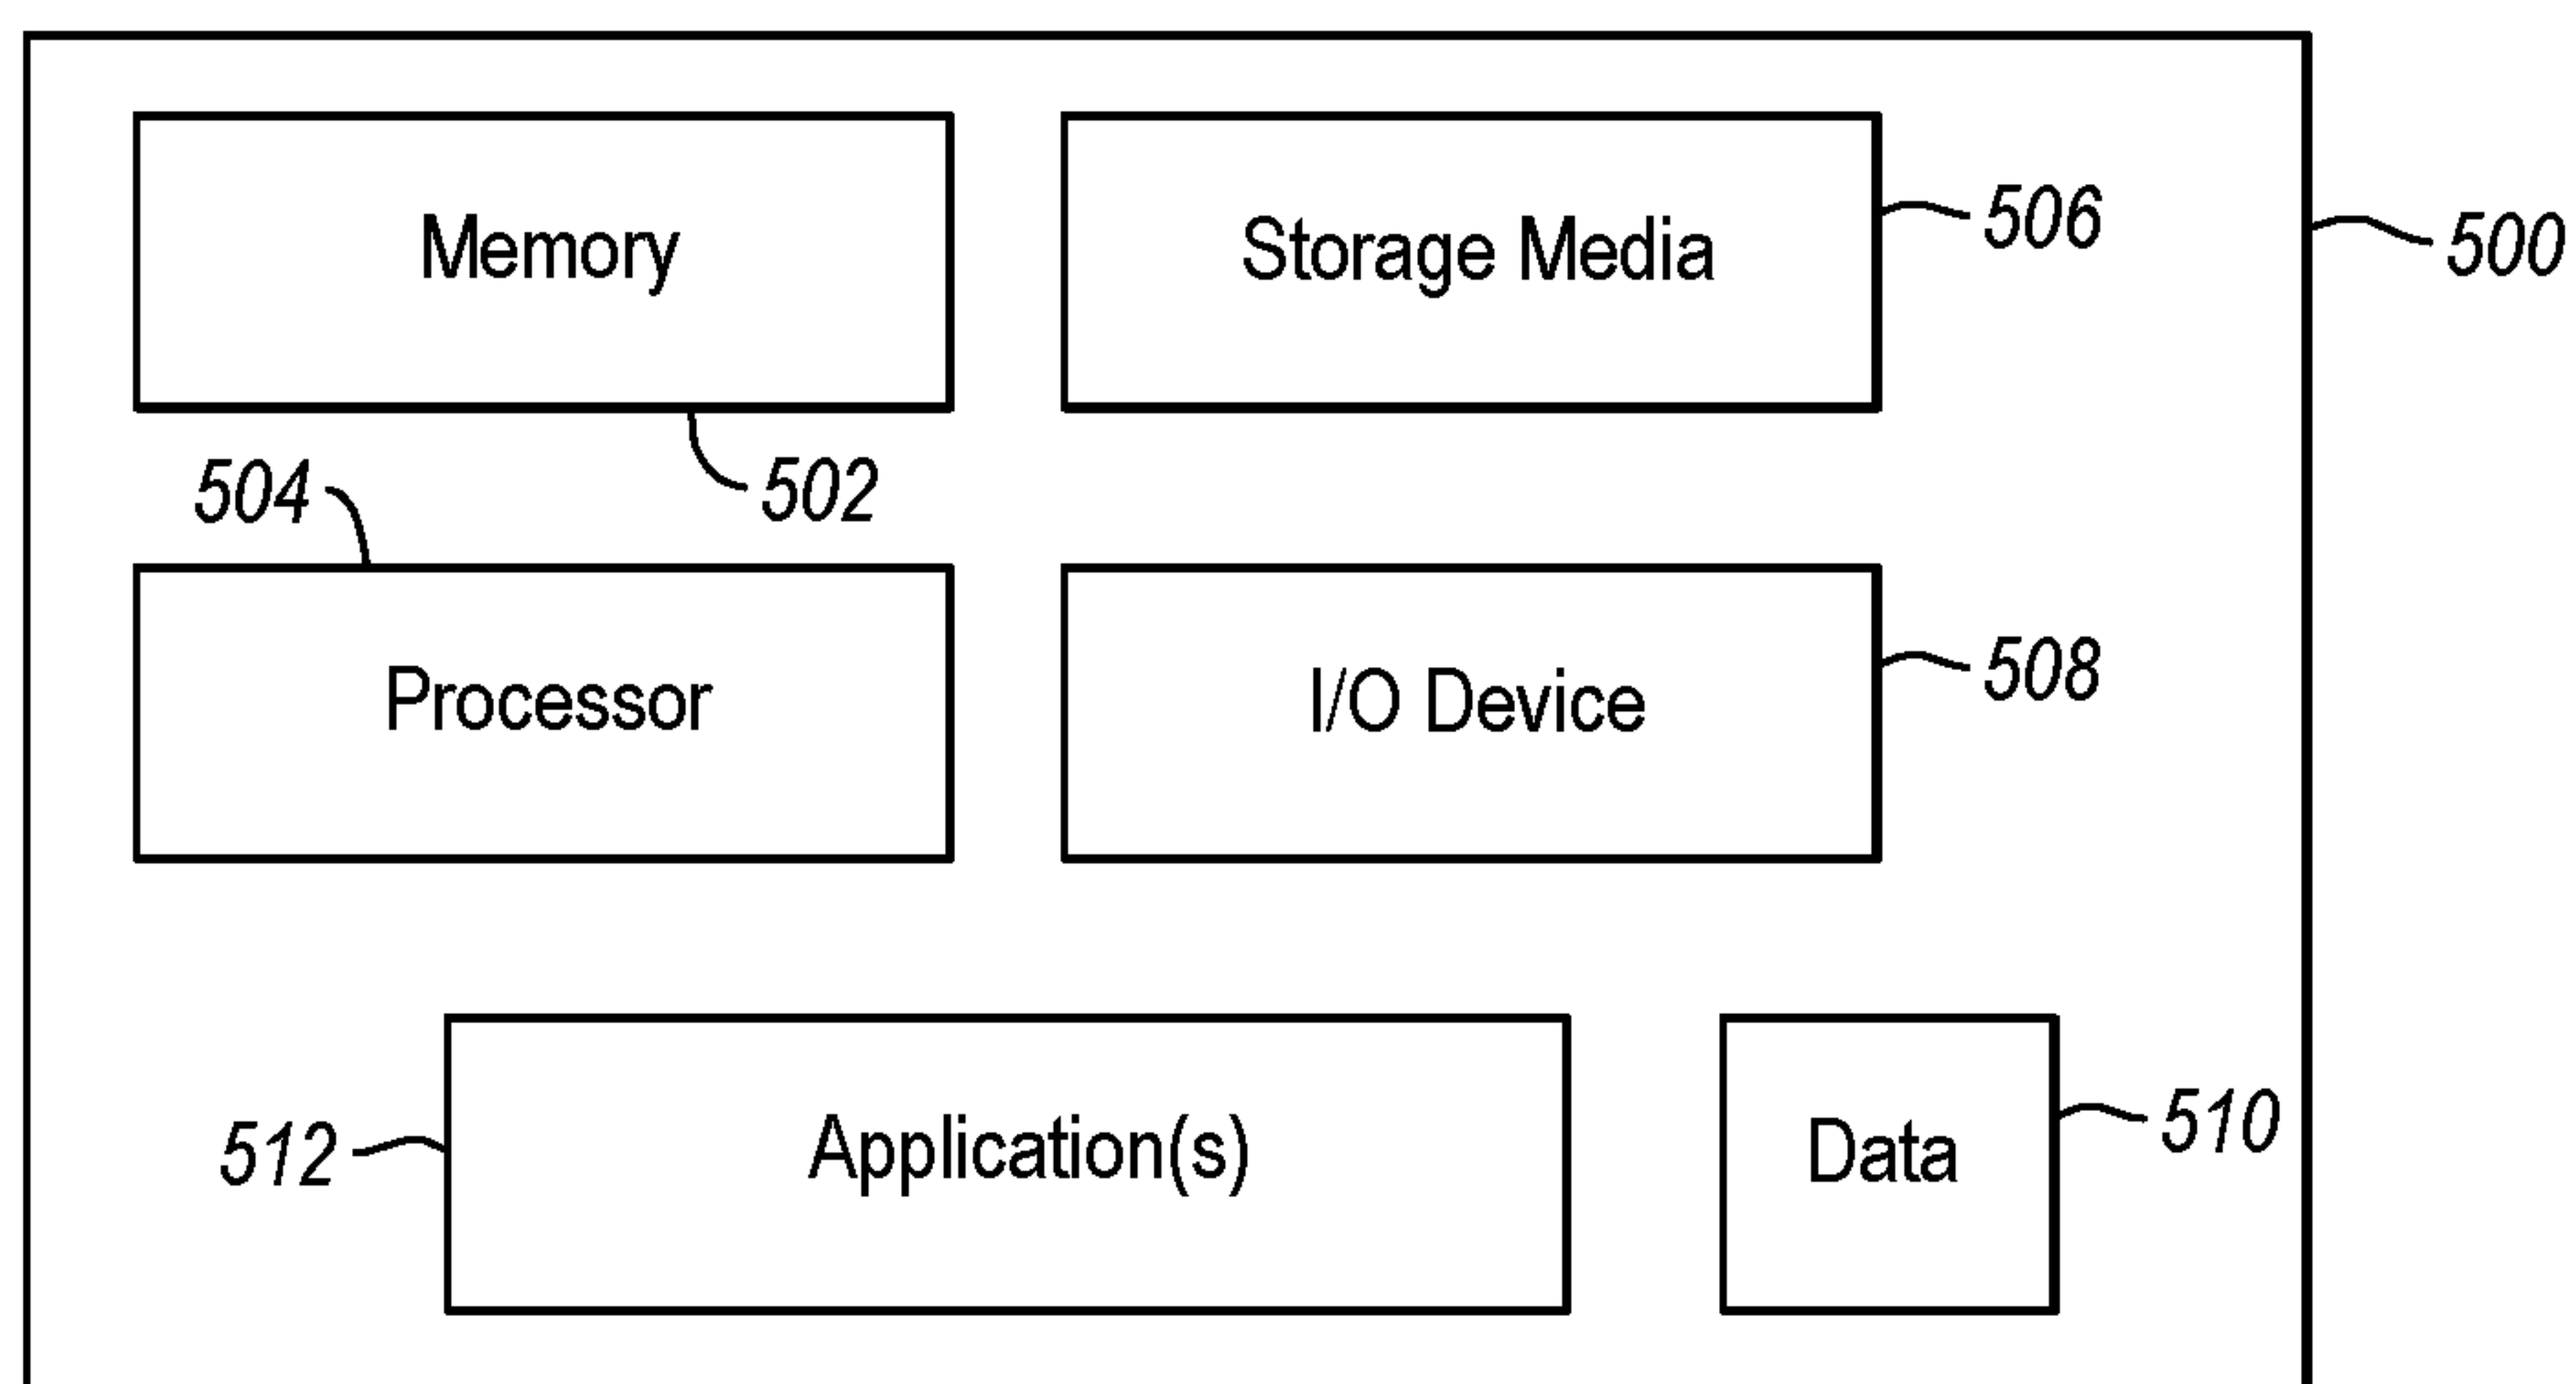 Memory
Storage Media
506
500
504
502
Processor
I/O Device
508
512
Application(s)
Data
510